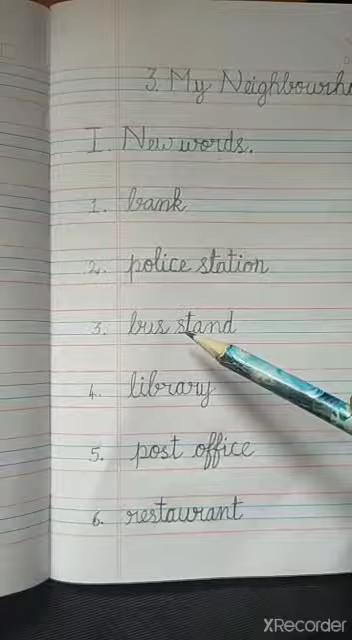 3. My Neighbourh
I. New words.
1. bank
2. police station
3. bus stand
4. library
5. post office
6. restaurant
XRecorder